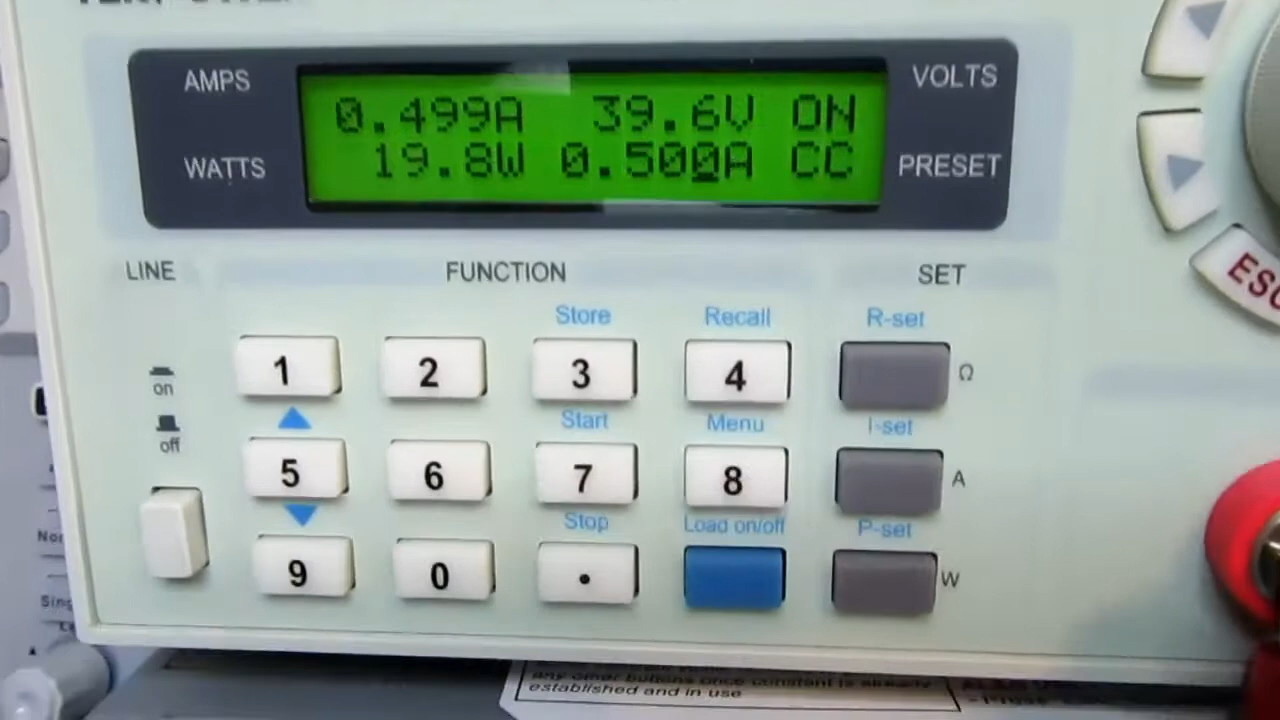 AMPS
VOLTS
0.499A 39.6V ON
WATTS
19.8W 0.500A CC
PRESET
LINE
FUNCTION
SET
ESC
Store
Recall
R-set
on
1
2
3
4
Ω
off
Start
Menu
I-set
5
6
7
8
A
Stop
Load on/off
P-set
9
0
.
W
any other buttons once constant is already
established and in use